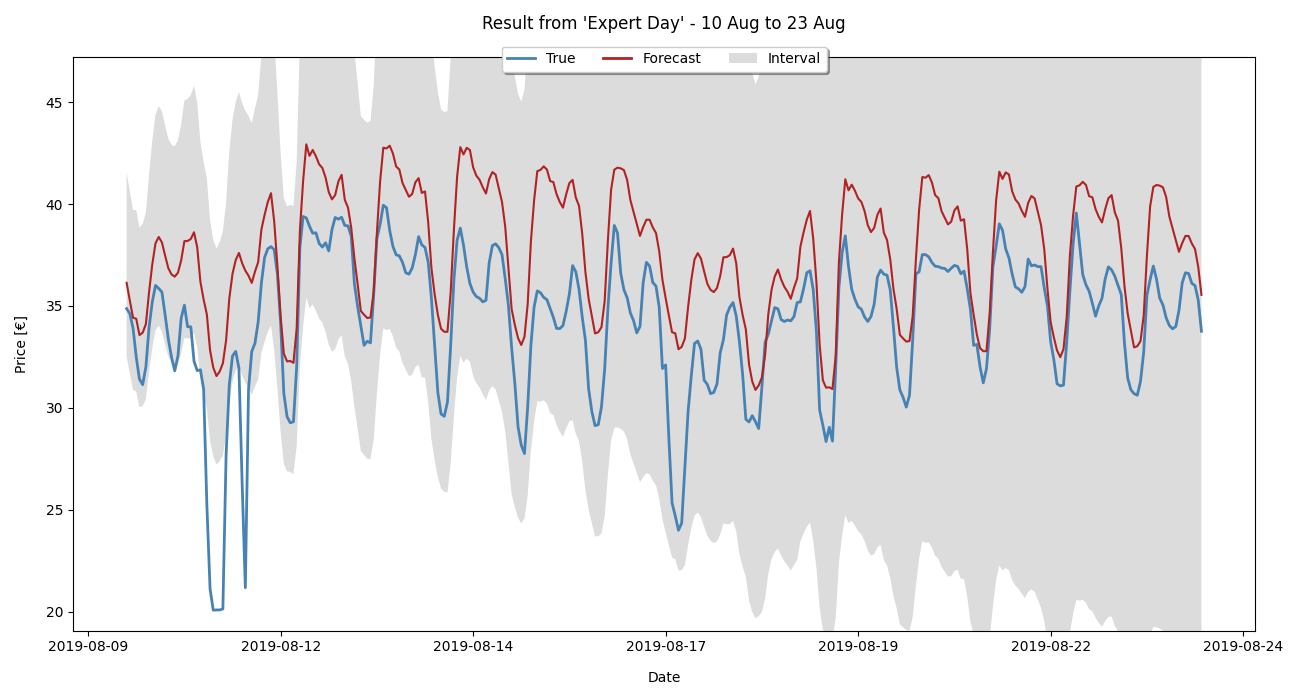 Result from 'Expert Day' - 10 Aug to 23 Aug
True Forecast Interval
45
40
35
30
25
20
Price [€]
2019-08-09 2019-08-12 2019-08-14 2019-08-17 2019-08-19 2019-08-22 2019-08-24
Date